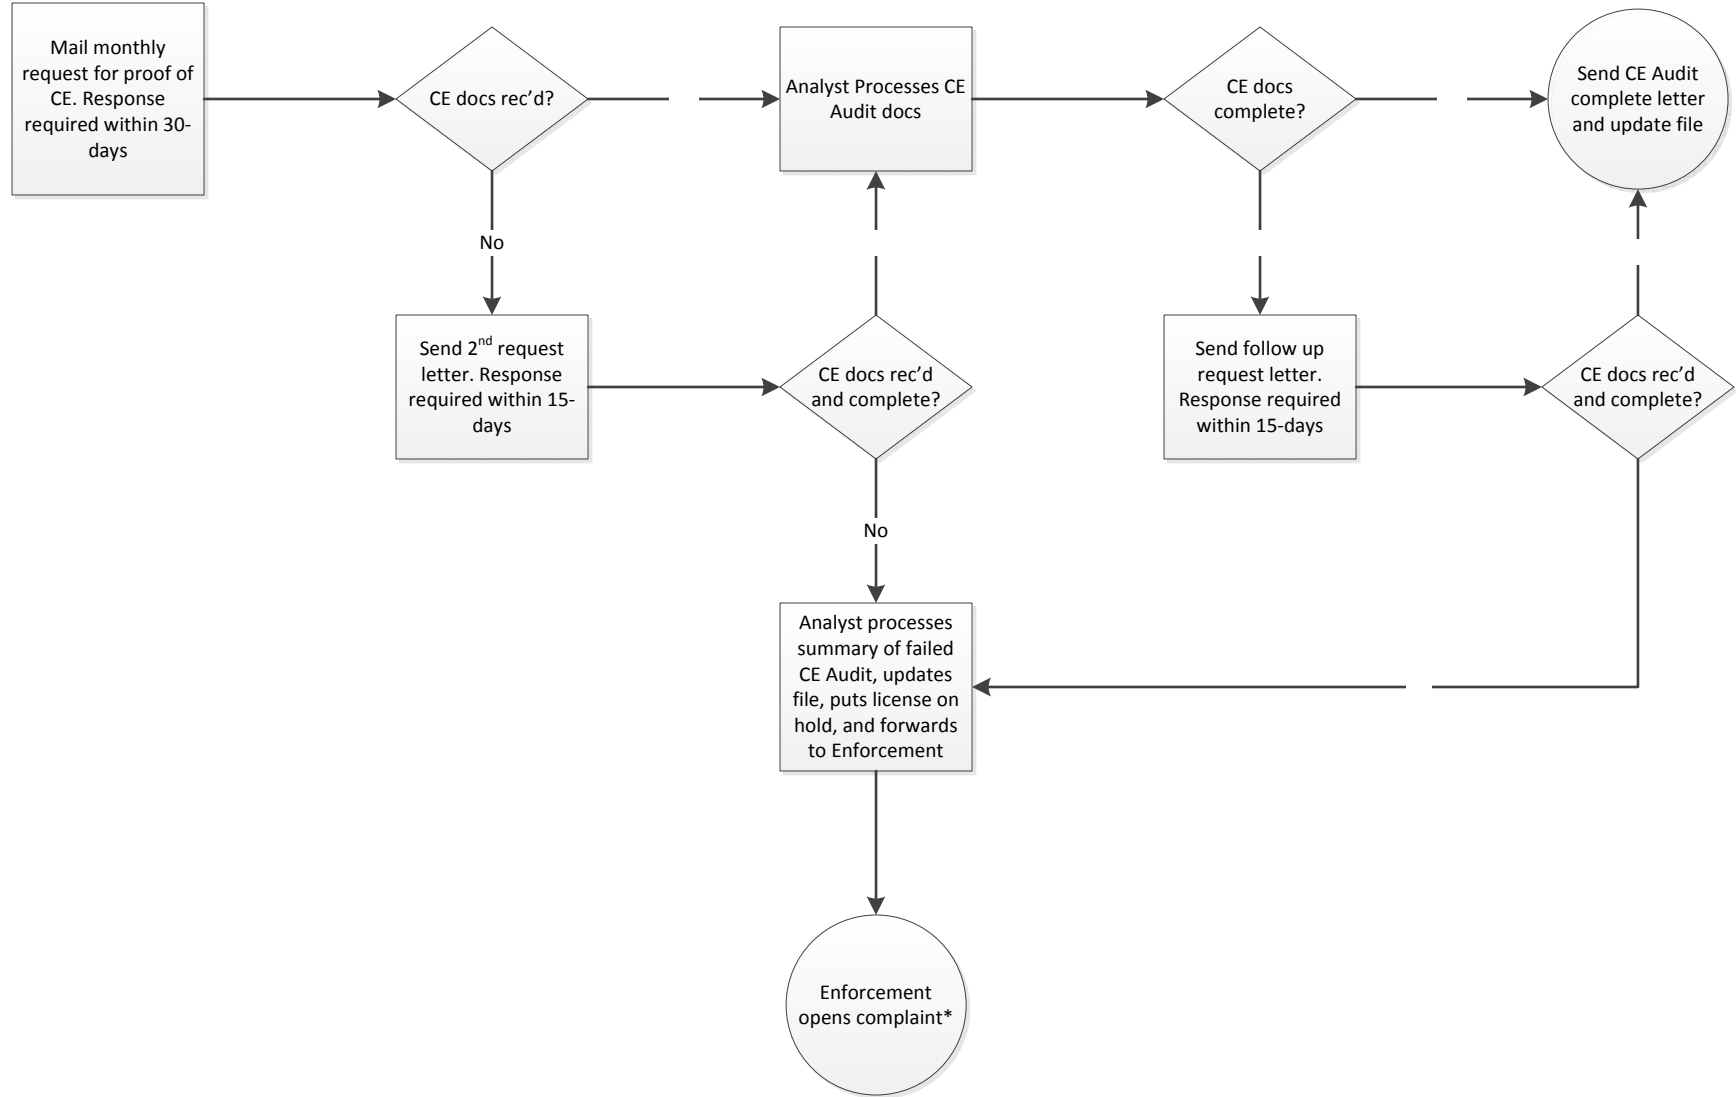 Mail monthly
request for proof of
CE. Response
required within 30-
days
CE docs rec’d?
Analyst Processes CE
Audit docs
CE docs
complete?
Send CE Audit
complete letter
and update file
No
Send 2nd request
letter. Response
required within 15-
days
CE docs rec’d
and complete?
Send follow up
request letter.
Response required
within 15-days
CE docs rec’d
and complete?
No
Analyst processes
summary of failed
CE Audit, updates
file, puts license on
hold, and forwards
to Enforcement
Enforcement
opens complaint*